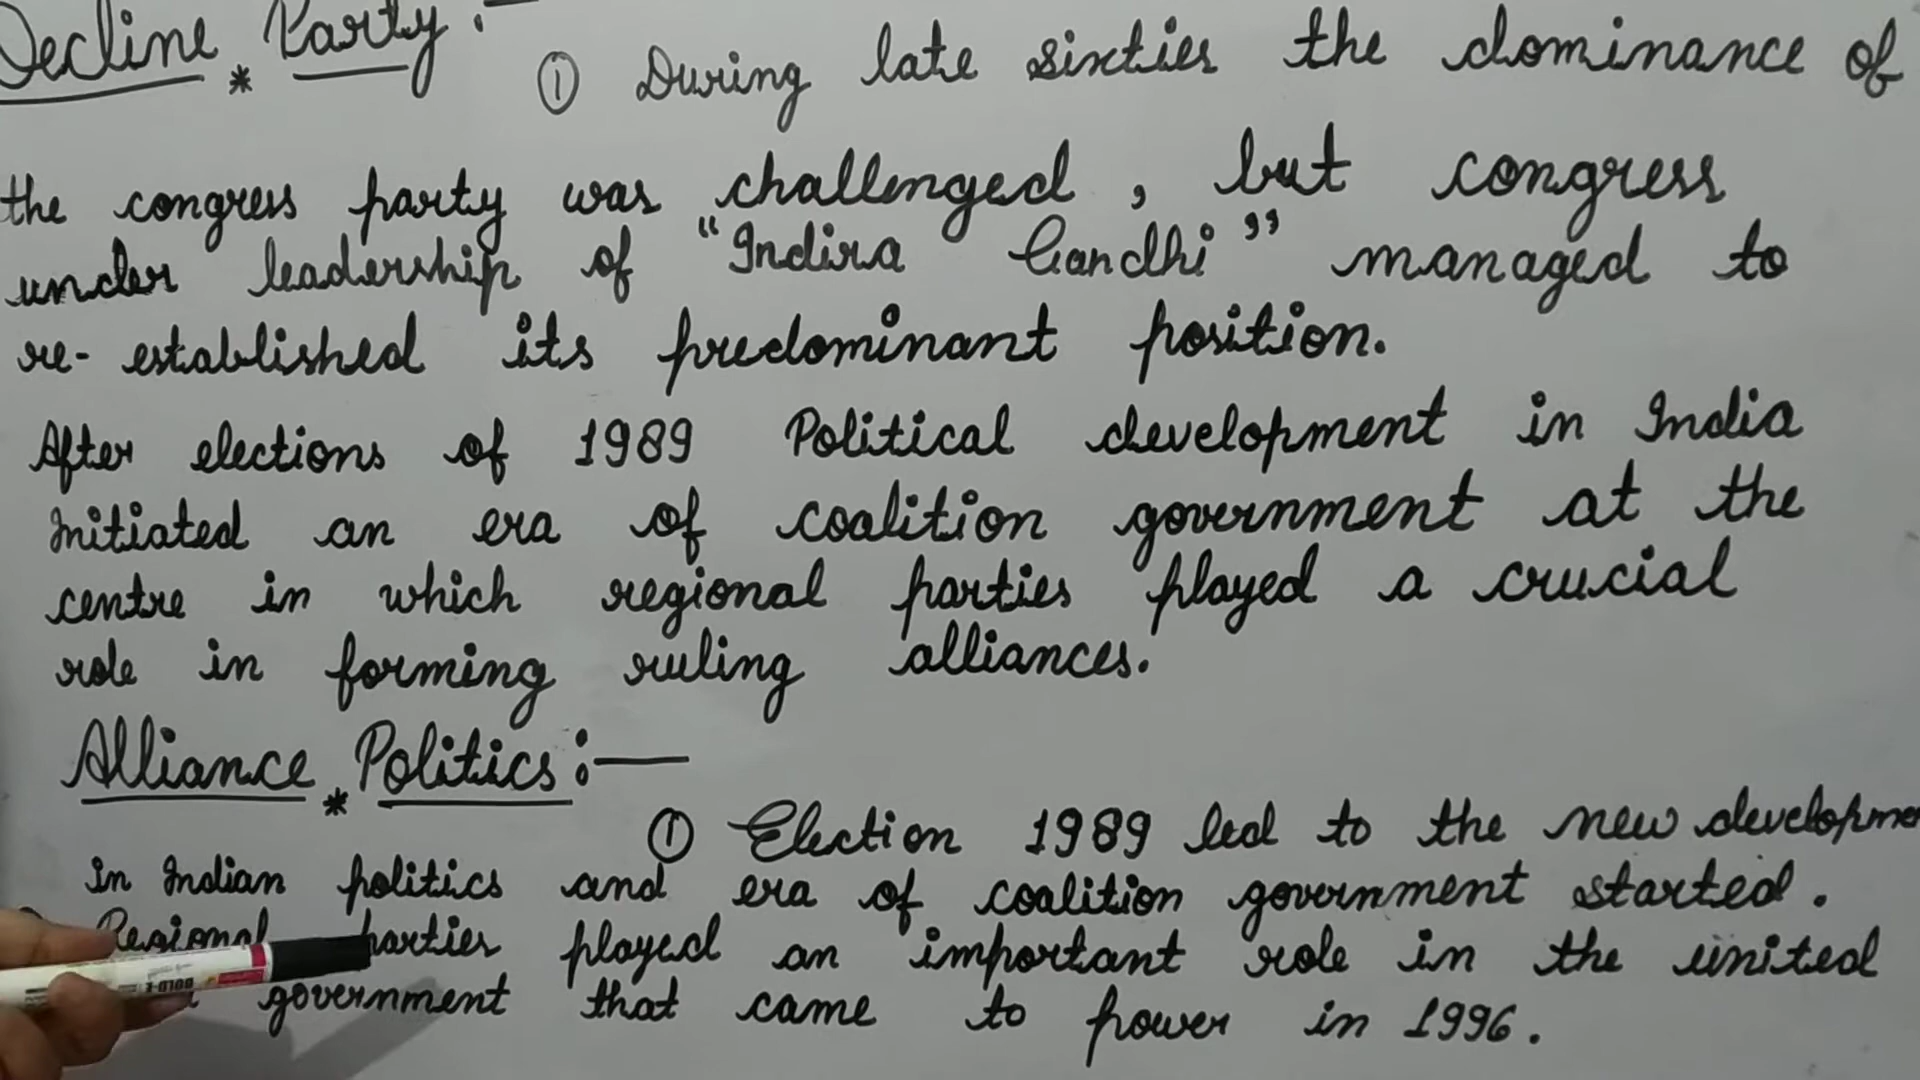 Decline Party :-
① During late sixties the dominance of
the congress party was challenged, but congress
under leadership of "Indira Gandhi" managed to
re-established its predominant position.
After elections of 1989 Political development in India
Initiated an era of coalition government at the
centre in which regional parties played a crucial
role in forming ruling alliances.
Alliance * Politics :—
① Election 1989 led to the new developmen
in Indian politics and era of coalition government started.
Regional parties played an important role in the united
government that came to power in 1996.